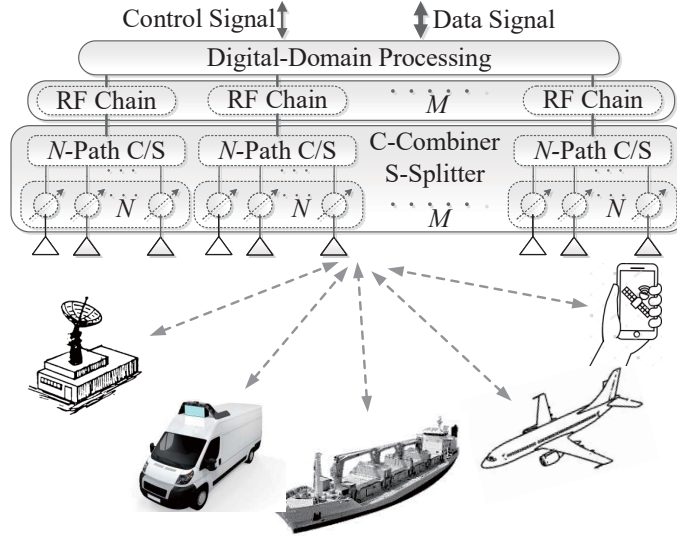 Control Signal
Data Signal
Digital-Domain Processing
RF Chain
RF Chain
M
RF Chain
N-Path C/S
N-Path C/S
C-Combiner
S-Splitter
N-Path C/S
N
N
M
N